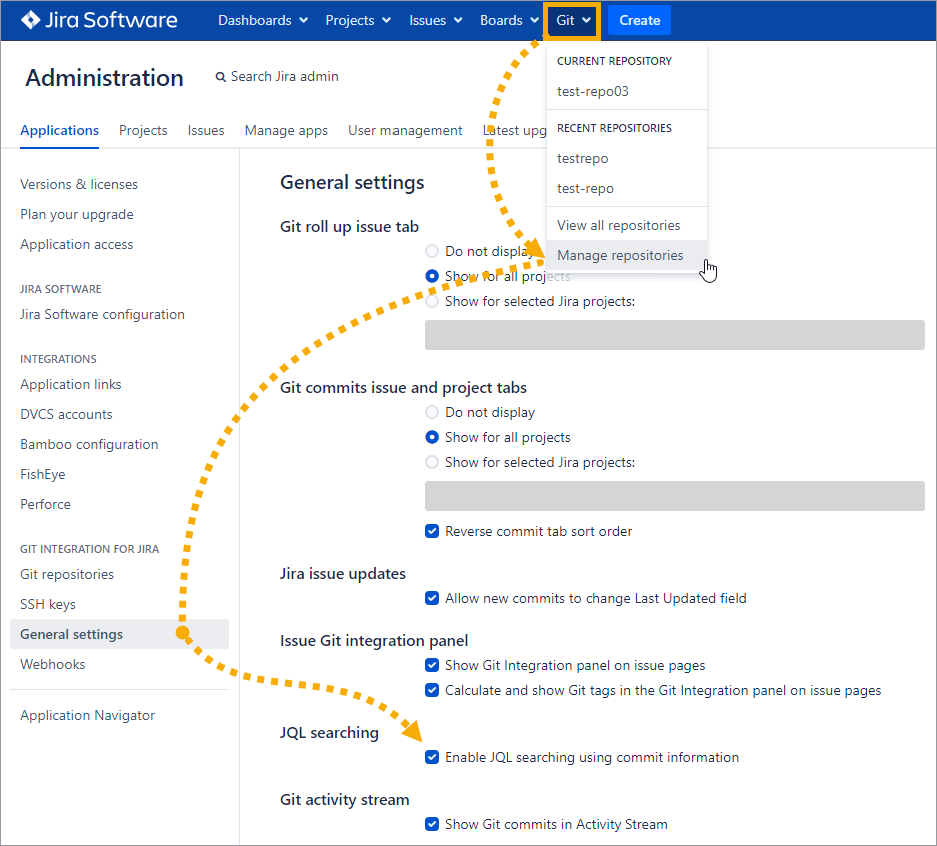 Jira Software
Dashboards Projects Issues Boards Git Create
Administration
Search Jira admin
Applications Projects Issues Manage apps User management Latest upg
CURRENT REPOSITORY
test-repo03
RECENT REPOSITORIES
testrepo
test-repo
View all repositories
Manage repositories
Versions & licenses
Plan your upgrade
Application access
JIRA SOFTWARE
Jira Software configuration
INTEGRATIONS
Application links
DVCS accounts
Bamboo configuration
FishEye
Perforce
GIT INTEGRATION FOR JIRA
Git repositories
SSH keys
General settings
Webhooks
Application Navigator
General settings
Git roll up issue tab
Do not display
Show for all projects
Show for selected Jira projects:
Git commits issue and project tabs
Do not display
Show for all projects
Show for selected Jira projects:
Reverse commit tab sort order
Jira issue updates
Allow new commits to change Last Updated field
Issue Git integration panel
Show Git Integration panel on issue pages
Calculate and show Git tags in the Git Integration panel on issue pages
JQL searching
Enable JQL searching using commit information
Git activity stream
Show Git commits in Activity Stream